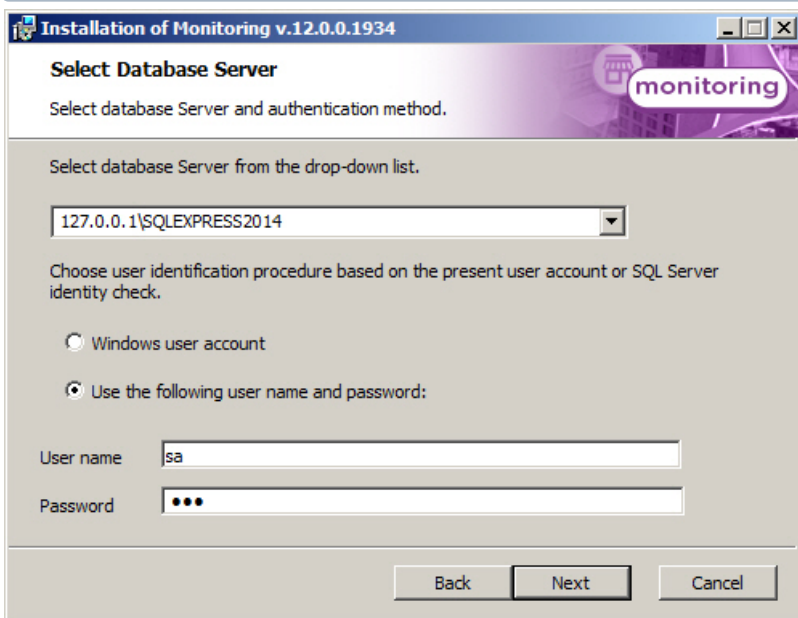 Installation of Monitoring v.12.0.0.1934
Select Database Server
Select database Server and authentication method.
monitoring
Select database Server from the drop-down list.
127.0.0.1\SQLEXPRESS2014
Choose user identification procedure based on the present user account or SQL Server
identity check.
Windows user account
Use the following user name and password:
User name sa
Password •••
Back Next Cancel